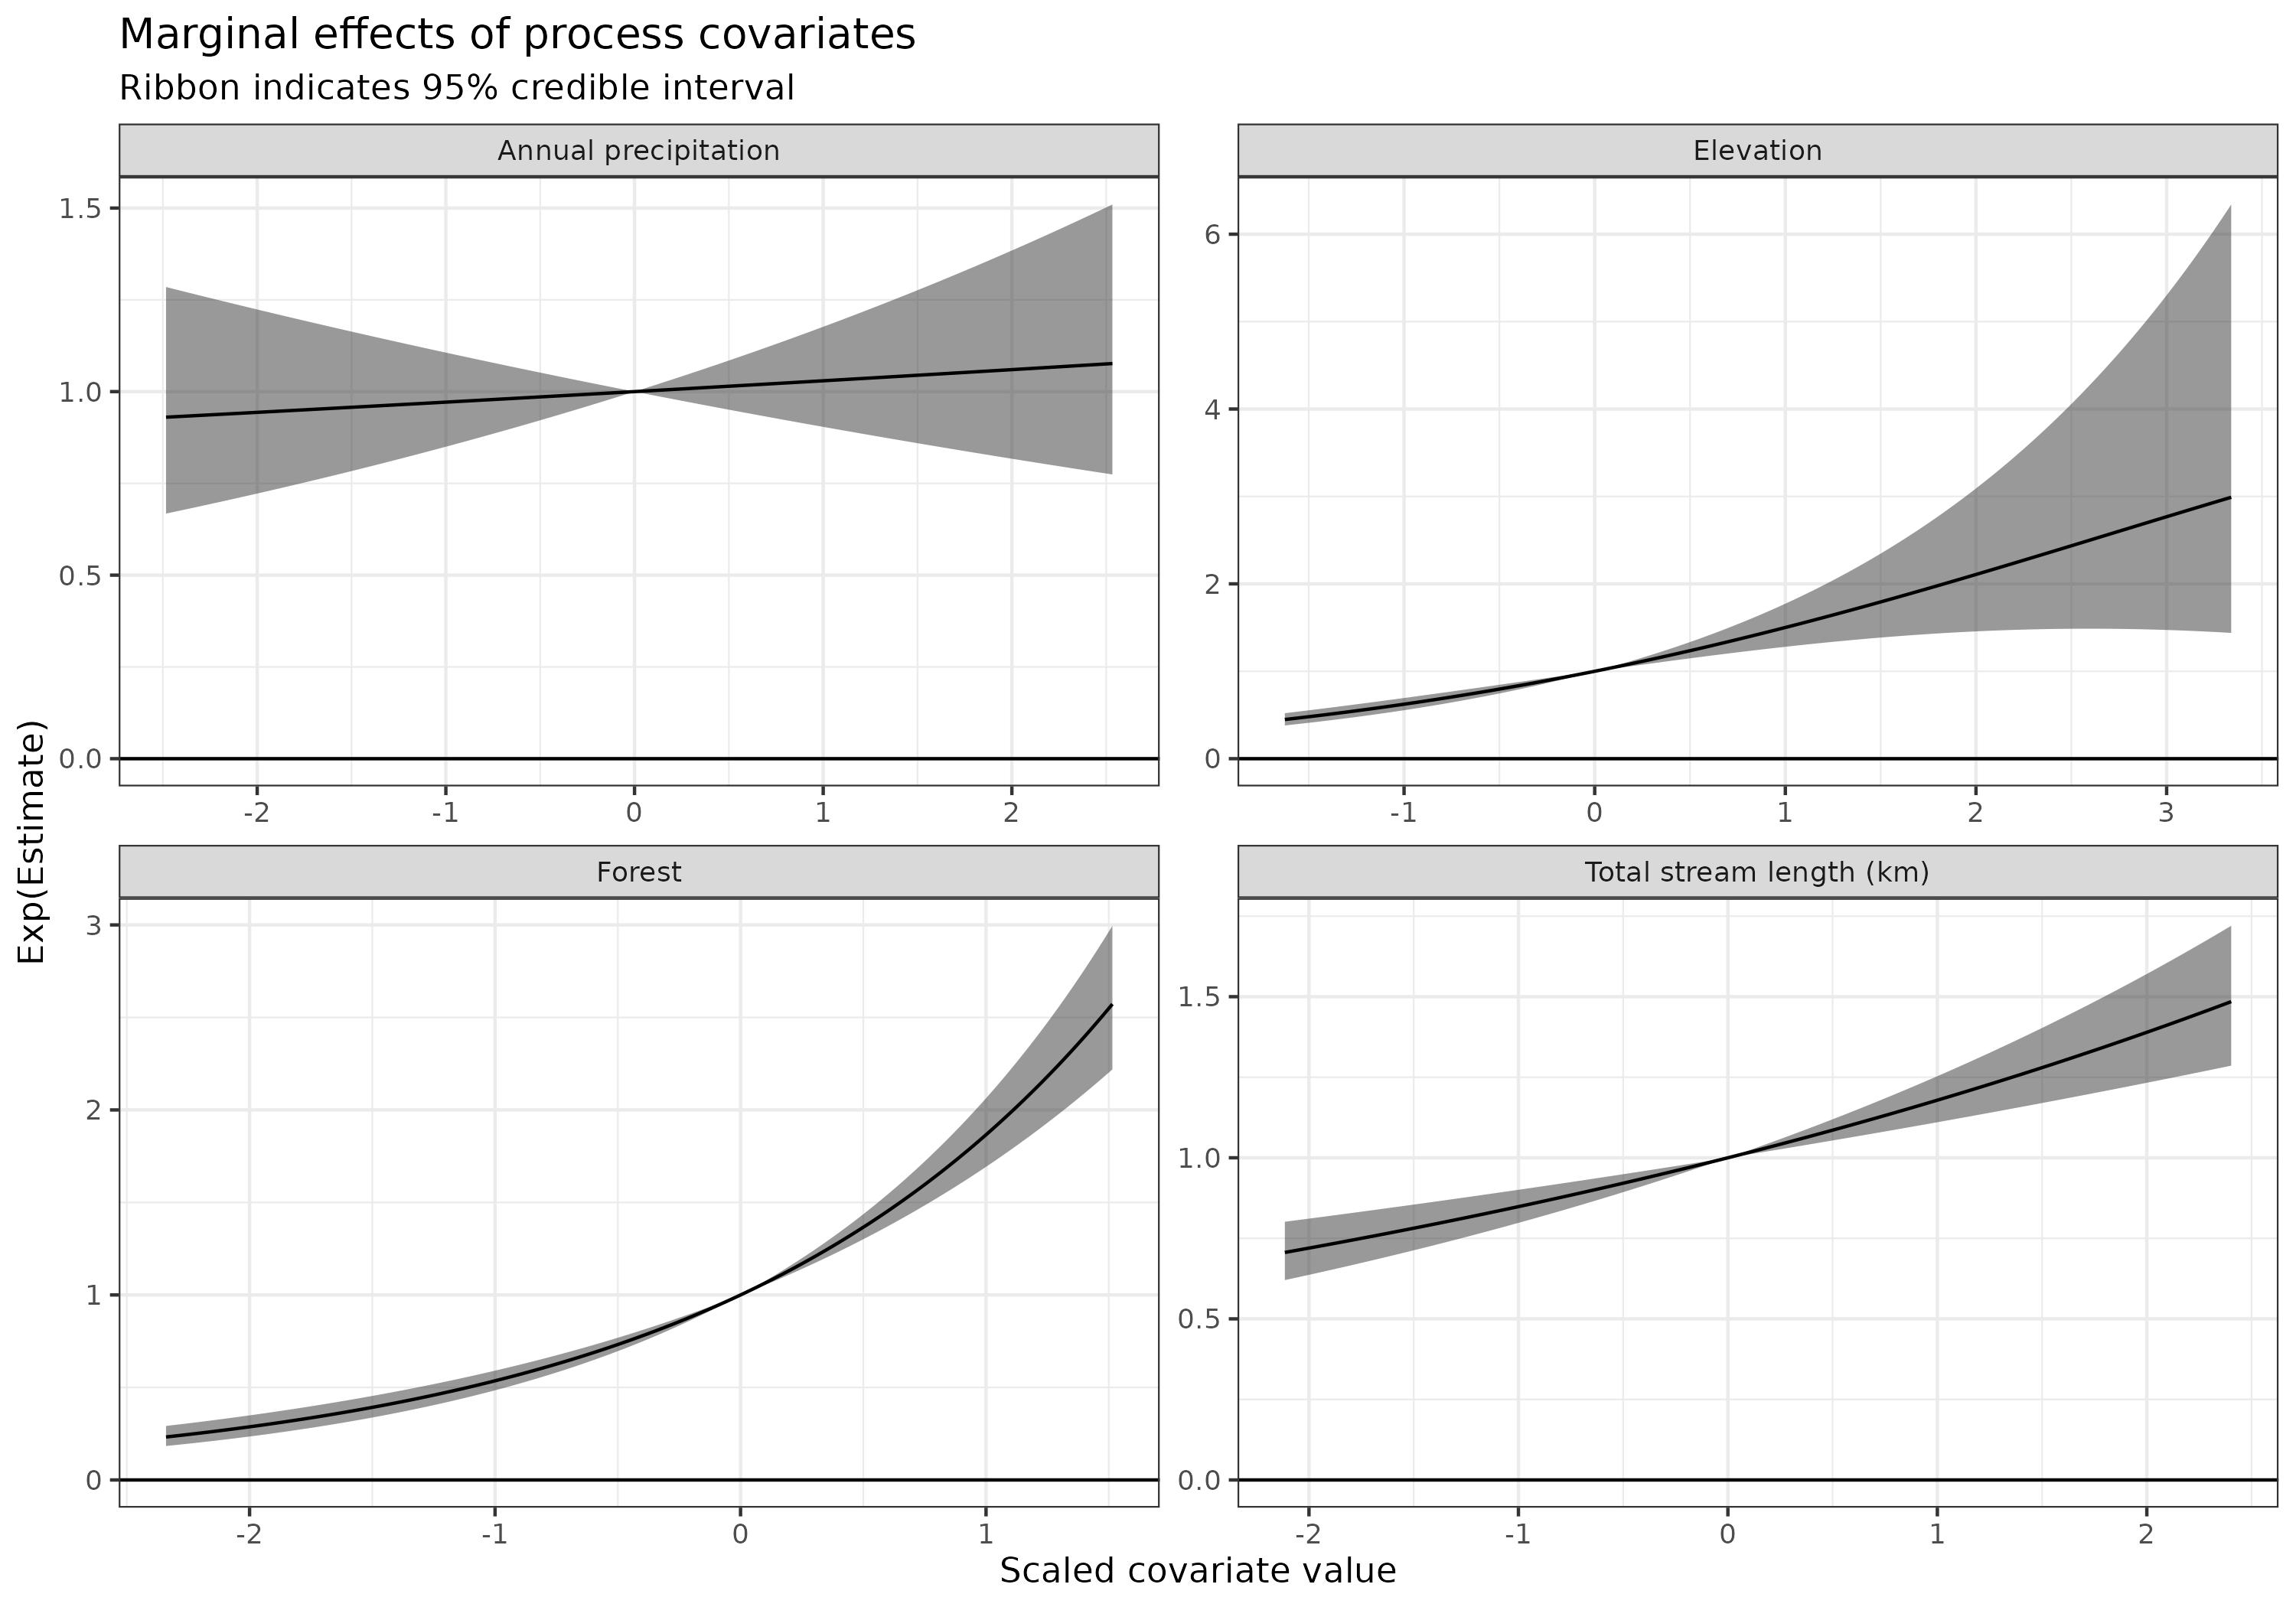 Marginal effects of process covariates
Ribbon indicates 95% credible interval
Annual precipitation
1.5
1.0
0.5
0.0
-2 -1 0 1 2
Elevation
6
4
2
0
-1 0 1 2 3
Exp(Estimate)
Forest
3
2
1
0
-2 -1 0 1
Total stream length (km)
1.5
1.0
0.5
0.0
-2 -1 0 1 2
Scaled covariate value